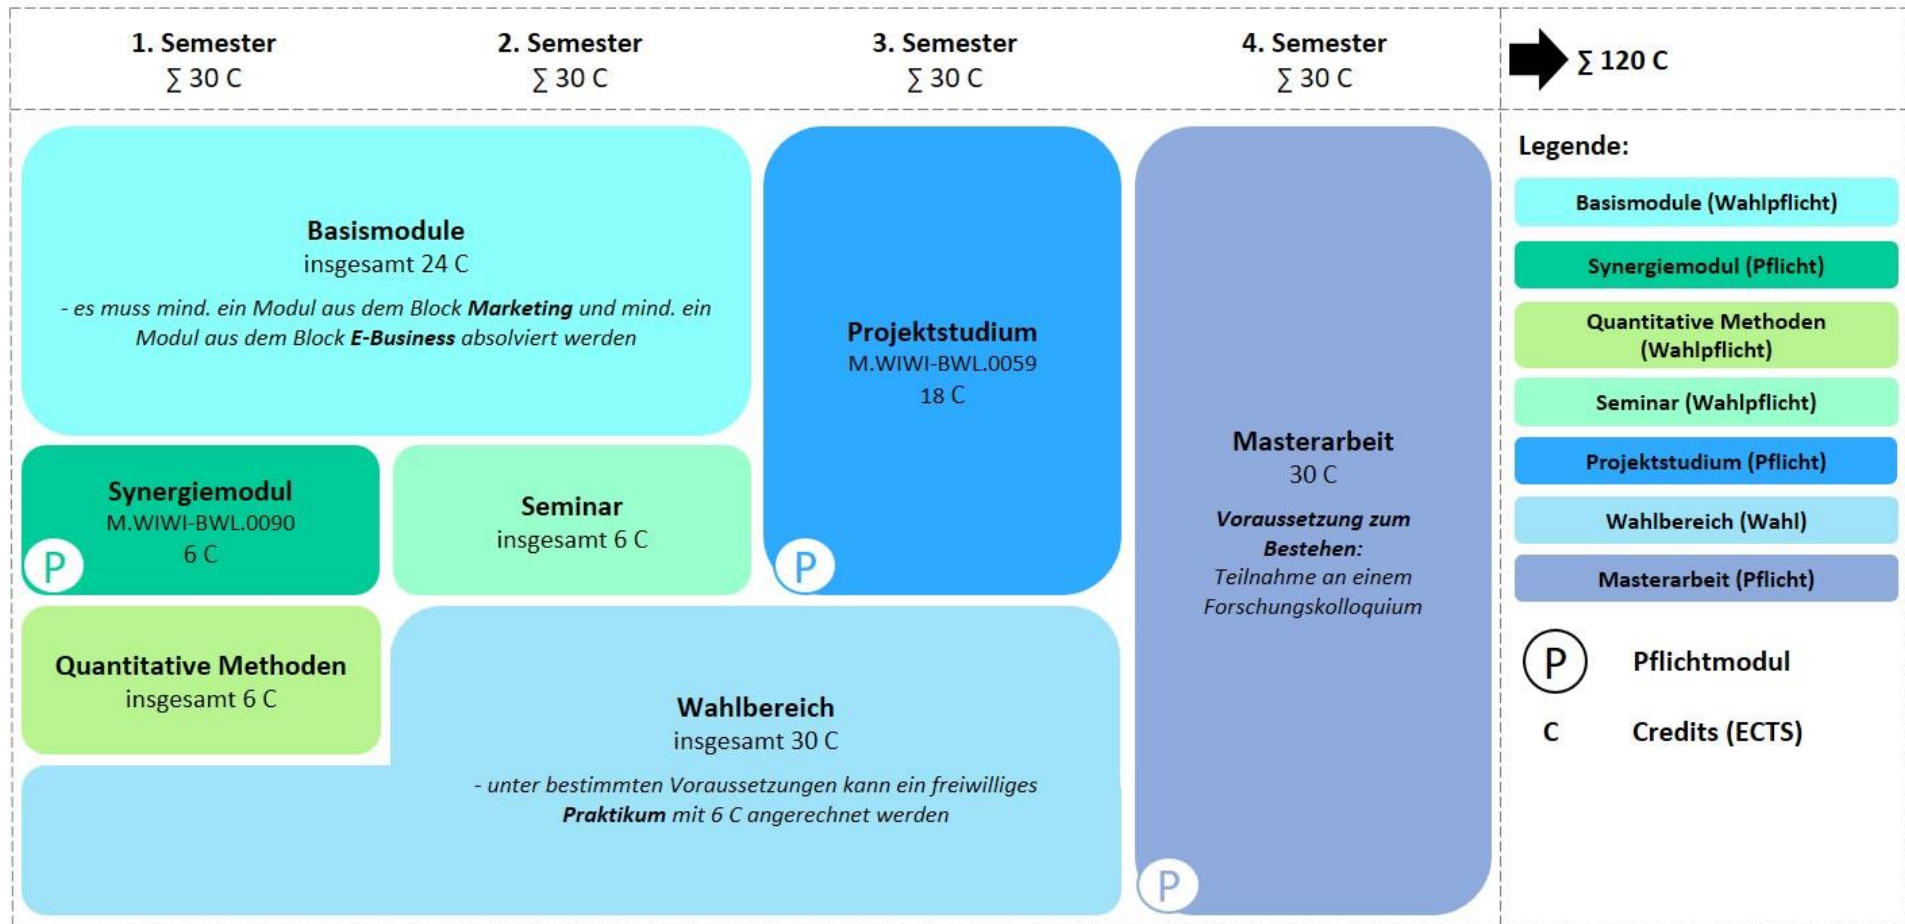 1. Semester
∑ 30 C
2. Semester
∑ 30 C
3. Semester
∑ 30 C
4. Semester
∑ 30 C
∑ 120 C
Basismodule
insgesamt 24 C
- es muss mind. ein Modul aus dem Block Marketing und mind. ein
Modul aus dem Block E-Business absolviert werden
Synergiemodul
M.WIWI-BWL.0090
6 C
P
Seminar
insgesamt 6 C
Quantitative Methoden
insgesamt 6 C
Projektstudium
M.WIWI-BWL.0059
18 C
P
Wahlbereich
insgesamt 30 C
- unter bestimmten Voraussetzungen kann ein freiwilliges
Praktikum mit 6 C angerechnet werden
Masterarbeit
30 C
Voraussetzung zum
Bestehen:
Teilnahme an einem
Forschungskolloquium
P
Legende:
Basismodule (Wahlpflicht)
Synergiemodul (Pflicht)
Quantitative Methoden
(Wahlpflicht)
Seminar (Wahlpflicht)
Projektstudium (Pflicht)
Wahlbereich (Wahl)
Masterarbeit (Pflicht)
P Pflichtmodul
C Credits (ECTS)